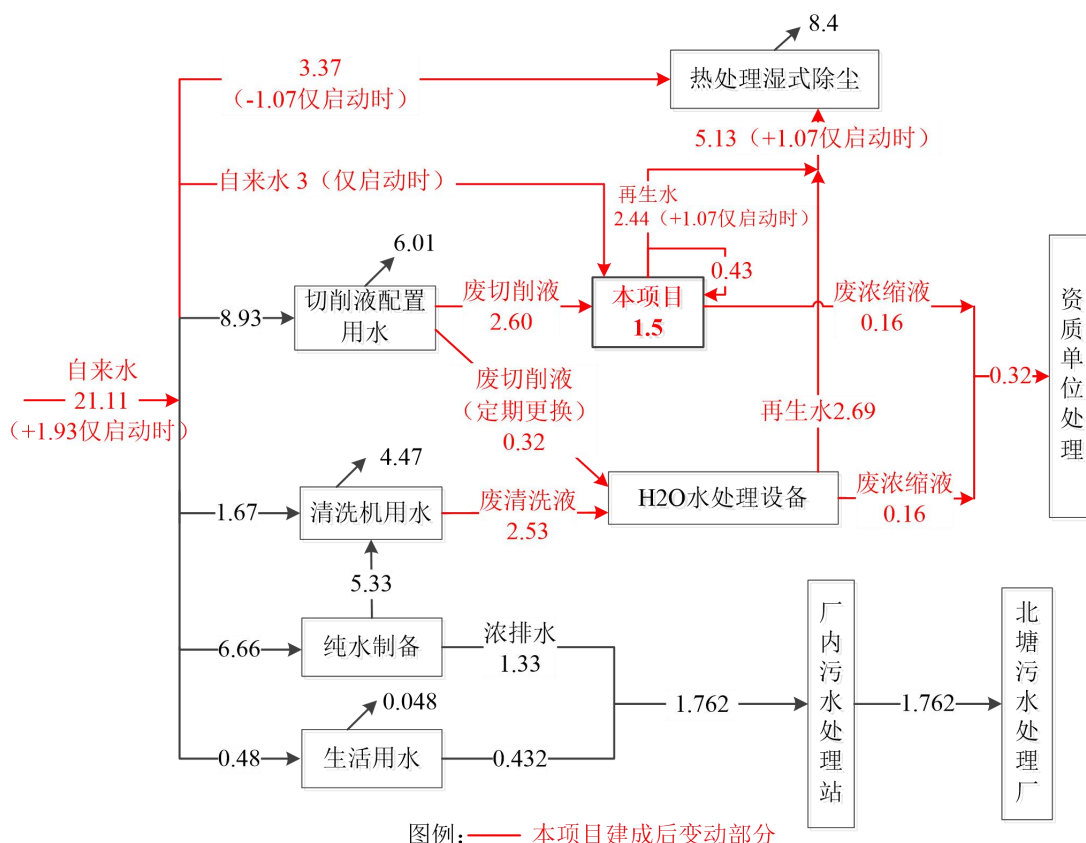 8.4
3.37
（-1.07仅启动时）
热处理湿式除尘
5.13（+1.07仅启动时）
自来水 3（仅启动时）
再生水
2.44（+1.07仅启动时）
6.01
0.43
切削液配置
用水
8.93
废切削液
2.60
本项目
1.5
废浓缩液
0.16
资质单位处理
自来水
21.11
（+1.93仅启动时）
废切削液
（定期更换）
0.32
再生水2.69
0.32
4.47
1.67
清洗机用水
废清洗液
2.53
H2O水处理设备
废浓缩液
0.16
5.33
6.66
纯水制备
浓排水
1.33
厂内污水处理站
北塘污水处理厂
0.048
1.762
1.762
0.48
生活用水
0.432
图例：
本项目建成后变动部分